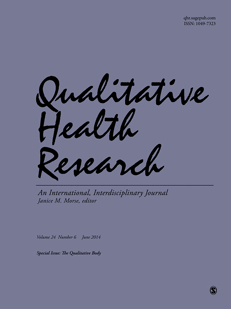 qhr.sagepub.com
ISSN: 1049-7323
Qualitative
Health
Research
An International, Interdisciplinary Journal
Janice M. Morse, editor
Volume 24 Number 6 June 2014
Special Issue: The Qualitative Body